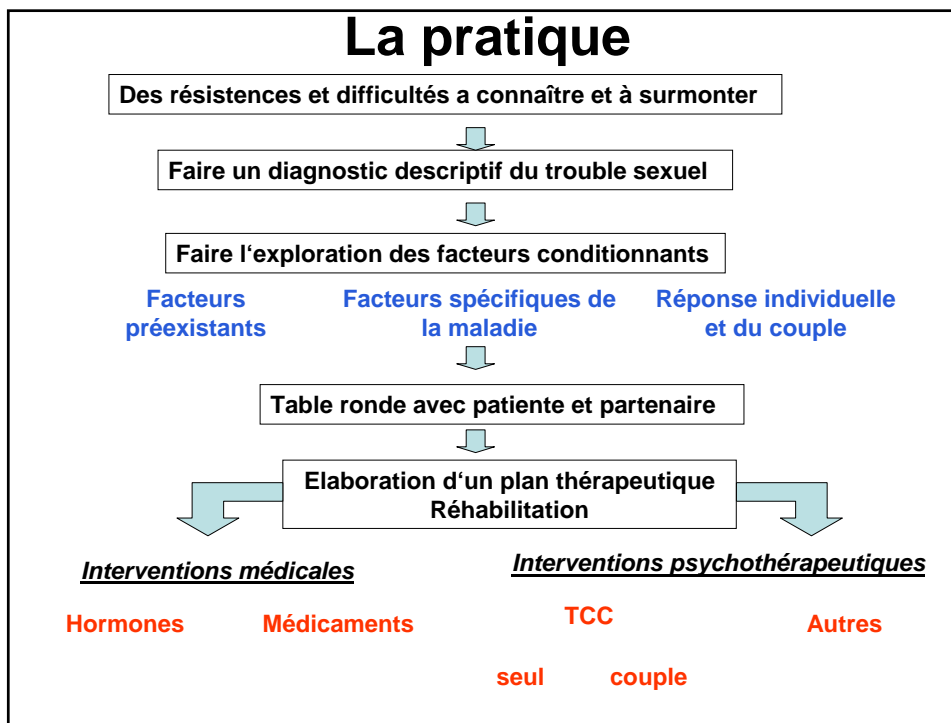 La pratique
Des résistences et difficultés a connaître et à surmonter
Faire un diagnostic descriptif du trouble sexuel
Faire l‘exploration des facteurs conditionnants
Facteurs préexistants
Facteurs spécifiques de la maladie
Réponse individuelle et du couple
Table ronde avec patiente et partenaire
Elaboration d‘un plan thérapeutique
Réhabilitation
Interventions médicales
Interventions psychothérapeutiques
Hormones
Médicaments
TCC
Autres
seul
couple